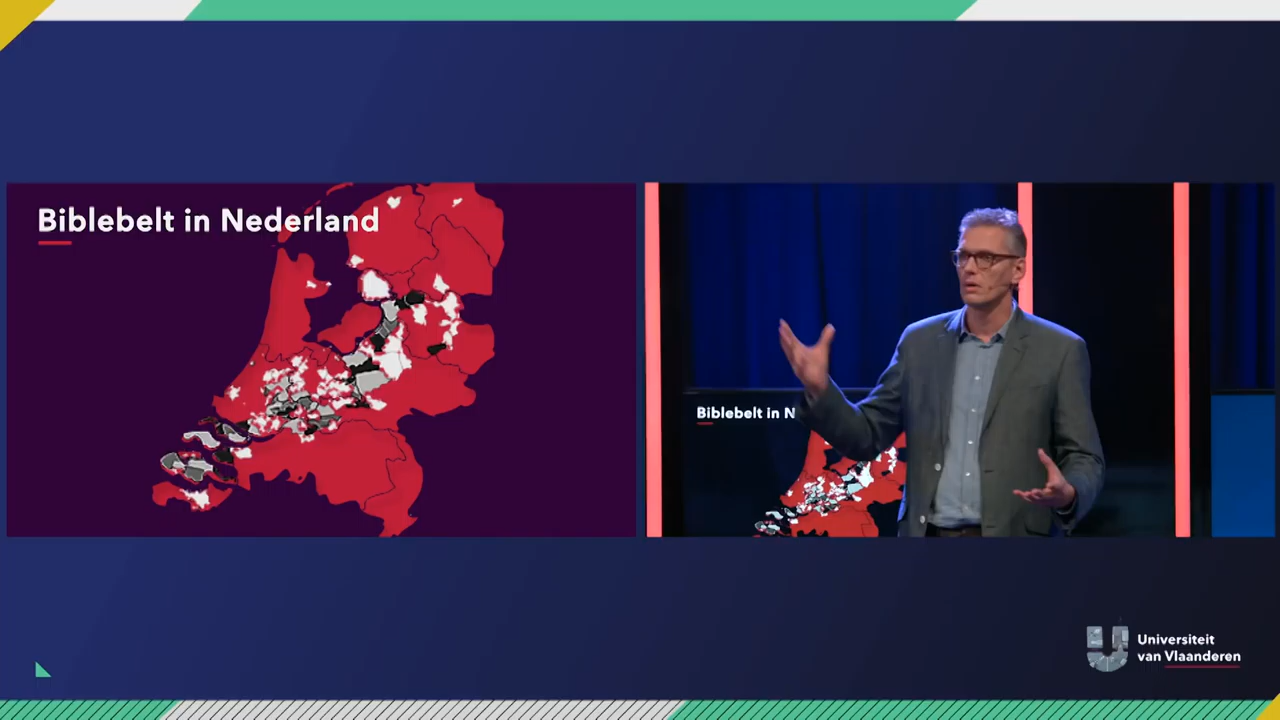 Biblebelt in Nederland
Biblebelt in N
Universiteit
van Vlaanderen